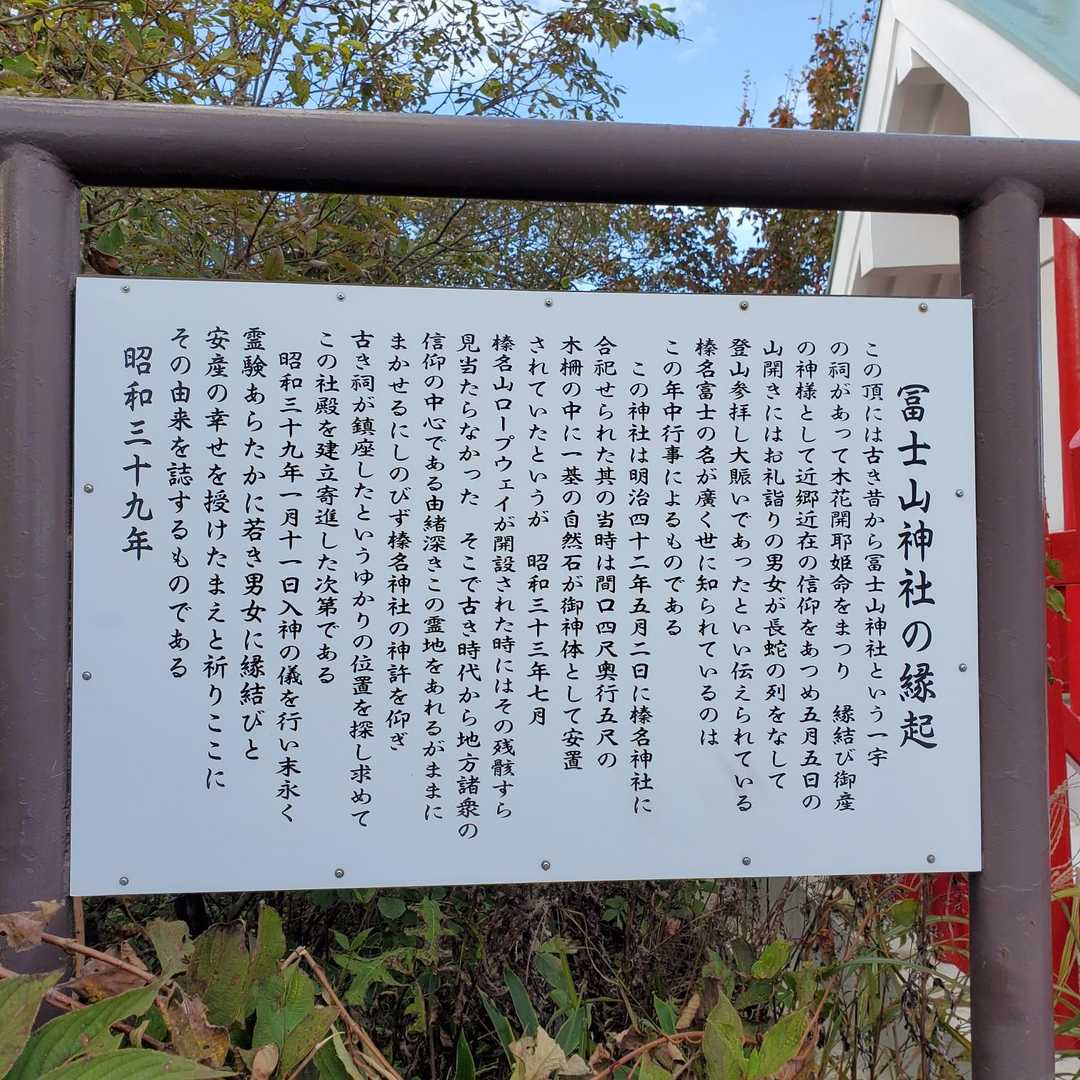 冨士山神社の縁起
この頂には古き昔から冨士山神社という一宇
の祠があって木花開耶姫命をまつり　縁結び御産
の神様として近郷近在の信仰をあつめ五月五日の
山開きにはお礼詣りの男女が長蛇の列をなして
登山参拝し大賑いであったといい伝えられている
榛名富士の名が廣く世に知られているのは
この年中行事によるものである
この神社は明治四十二年五月二日に榛名神社に
合祀せられた其の当時は間口四尺奥行五尺の
木柵の中に一基の自然石が御神体として安置
されていたというが　昭和三十三年七月
榛名山ロープウェイが開設された時にはその残骸すら
見当たらなかった　そこで古き時代から地方諸衆の
信仰の中心である由緒深きこの霊地をあれるがままに
まかせるにしのびず榛名神社の神許を仰ぎ
古き祠が鎮座したというゆかりの位置を探し求めて
この社殿を建立寄進した次第である
昭和三十九年一月十一日入神の儀を行い末永く
霊験あらたかに若き男女に縁結びと
安産の幸せを授けたまえと祈りここに
その由来を誌するものである
昭和三十九年